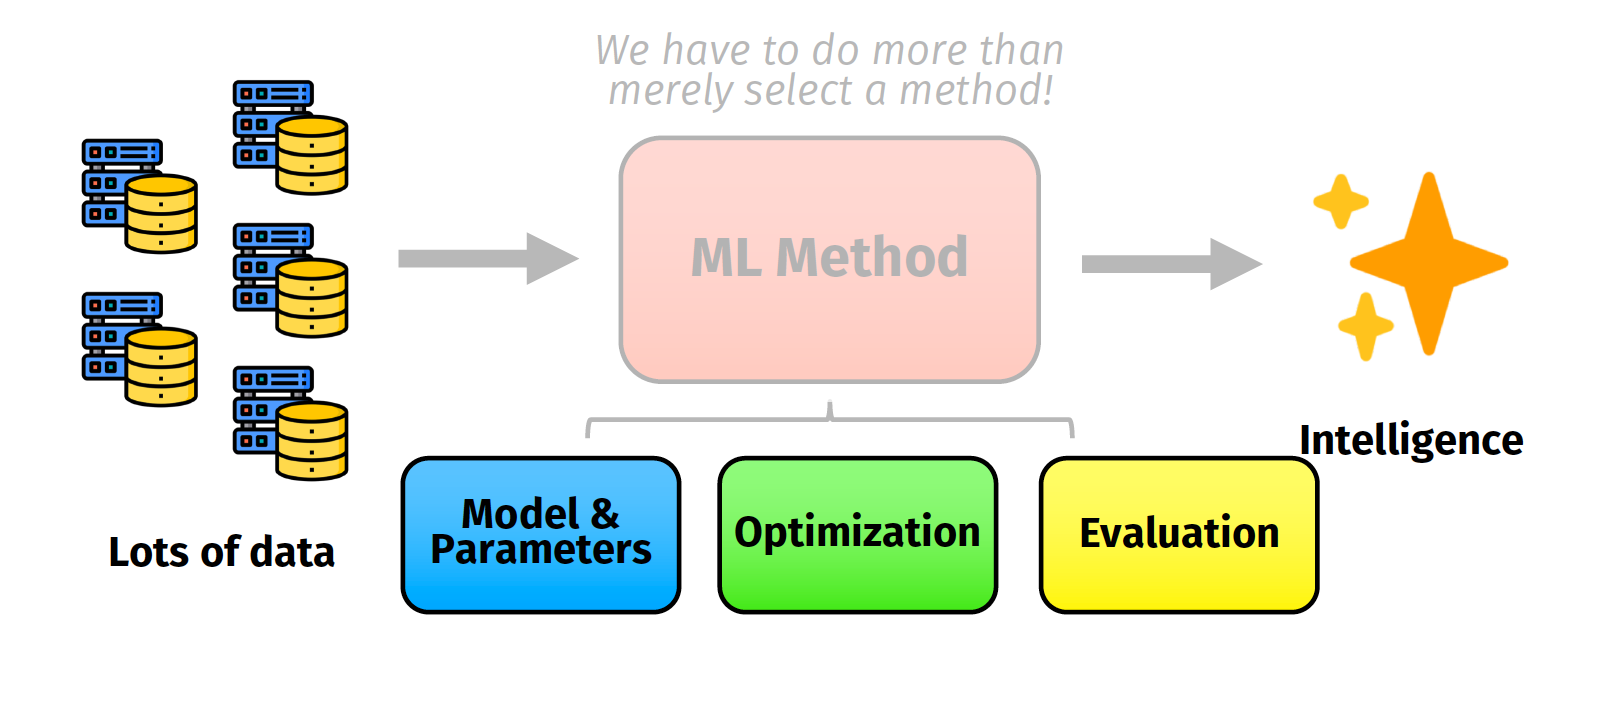 We have to do more than
merely select a method!
ML Method
Intelligence
Model &
Parameters
Optimization
Evaluation
Lots of data